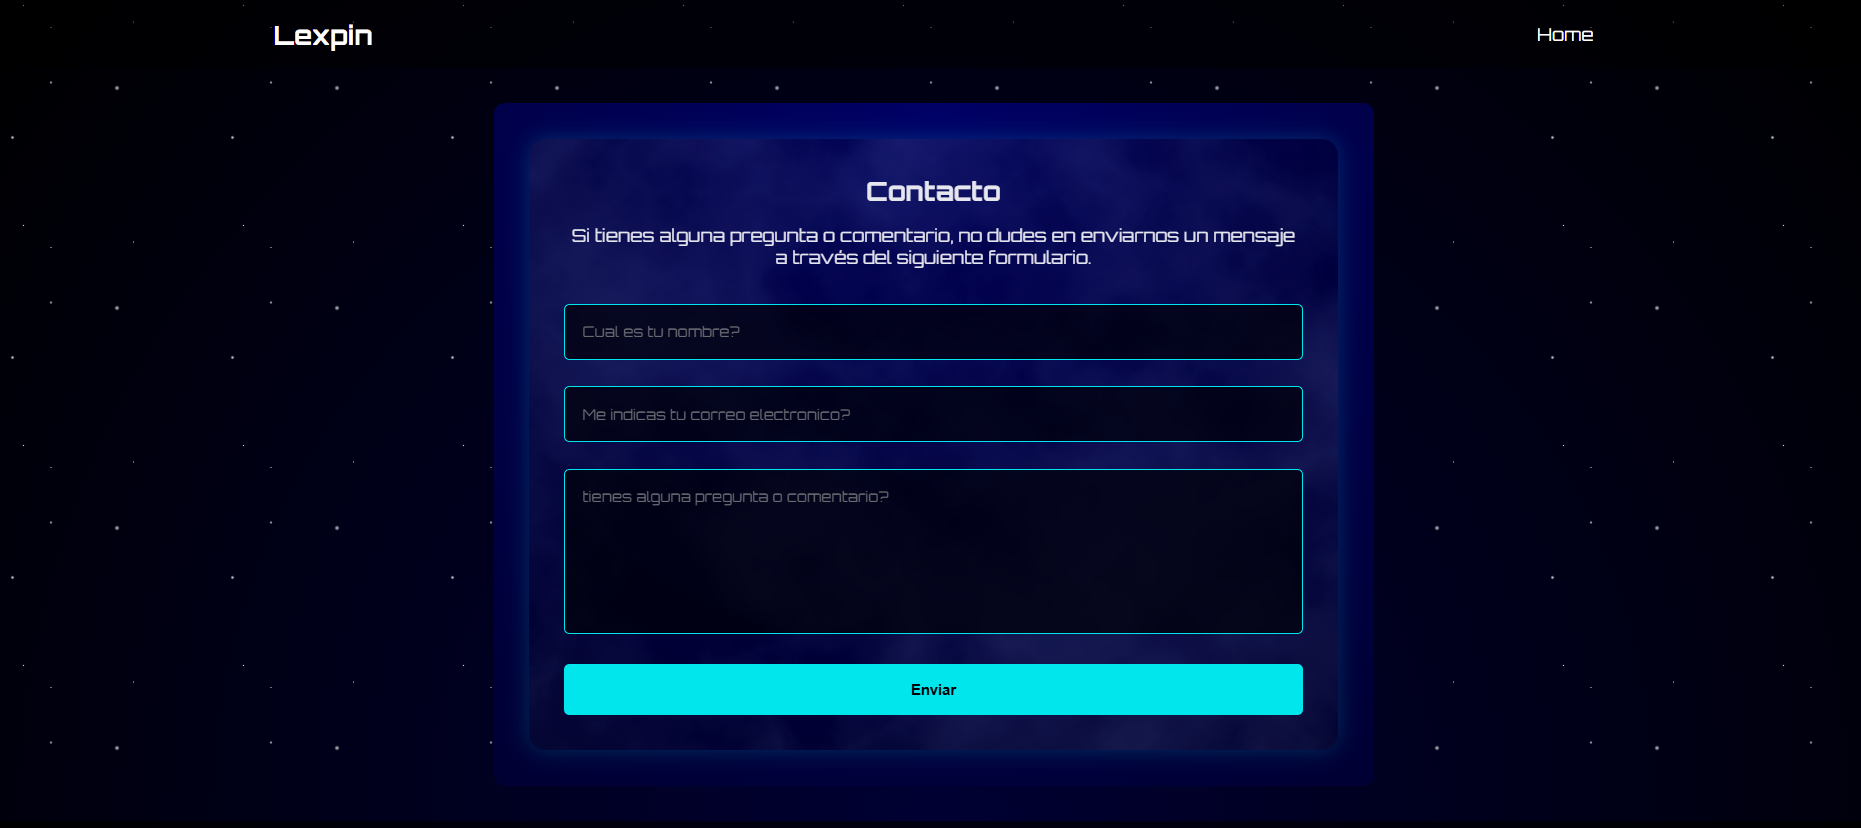 Lexpin
Home
Contacto
Si tienes alguna pregunta o comentario, no dudes en enviarnos un mensaje
a través del siguiente formulario.
Cual es tu nombre?
Me indicas tu correo electronico?
tienes alguna pregunta o comentario?
Enviar